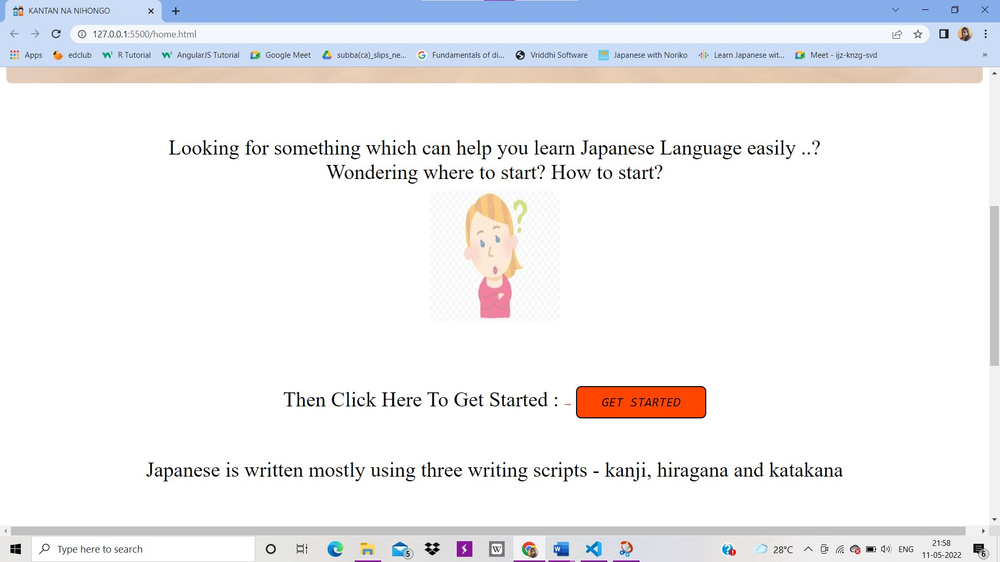 KANTAN NA NIHONGO
127.0.0.1:5500/home.html
Apps edclub R Tutorial AngularJS Tutorial Google Meet subba(ca)_slips_ne... Fundamentals of di... Vriddhi Software Japanese with Noriko Learn Japanese wit... Meet - ijz-knzg-svd »
Looking for something which can help you learn Japanese Language easily ..?
Wondering where to start? How to start?
?
Then Click Here To Get Started : → GET STARTED
Japanese is written mostly using three writing scripts - kanji, hiragana and katakana
Type here to search 5 W W 28°C ENG 21:58
11-05-2022 6